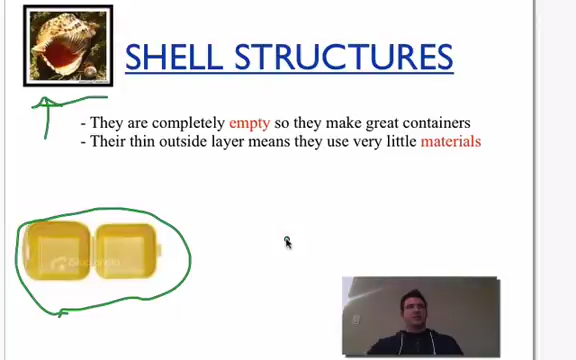 SHELL STRUCTURES
- They are completely empty so they make great containers
- Their thin outside layer means they use very little materials